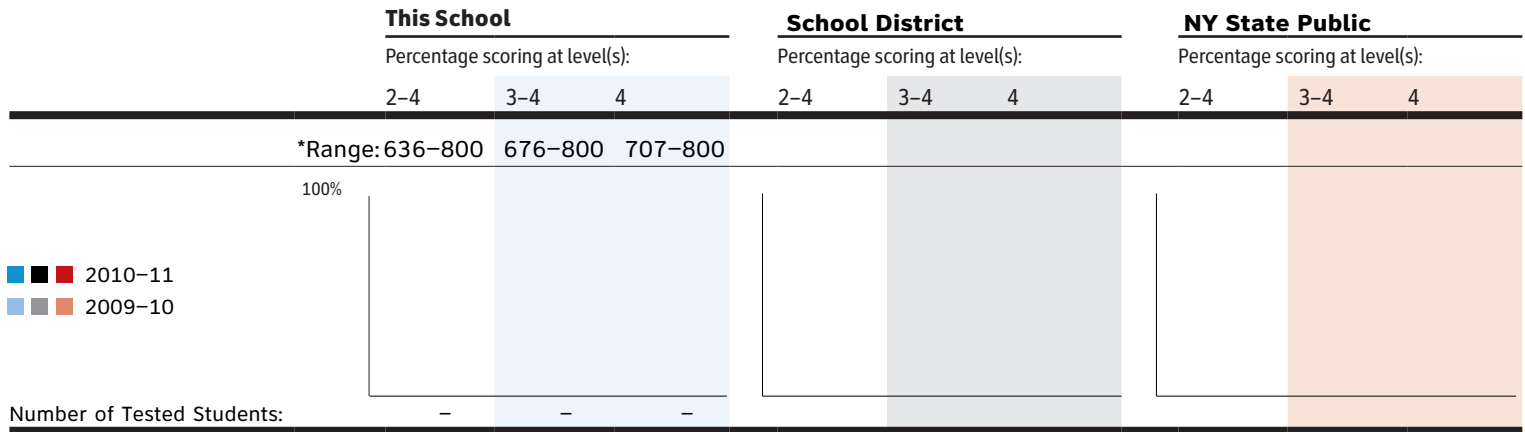 This School School District NY State Public
Percentage scoring at level(s): Percentage scoring at level(s): Percentage scoring at level(s):
2–4 3–4 4 2–4 3–4 4 2–4 3–4 4
*Range: 636–800 676–800 707–800
100%
2010–11
2009–10
Number of Tested Students: – – –